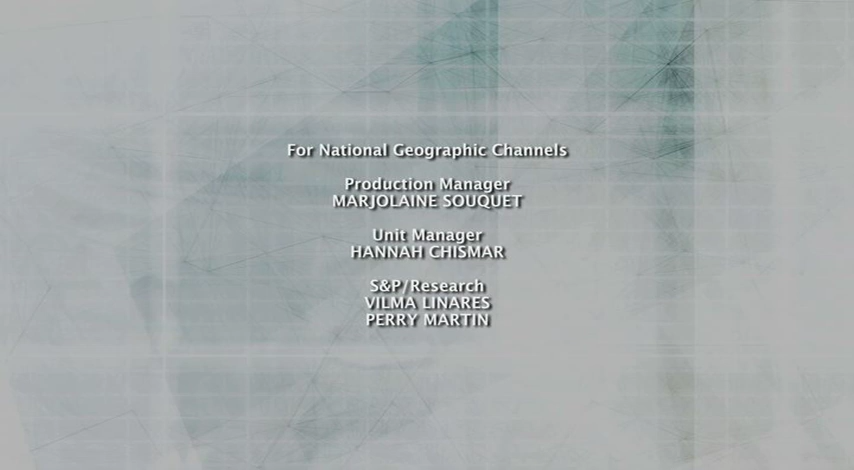 For National Geographic Channels
Production Manager
MARJOLAINE SOUQUET
Unit Manager
HANNAH CHISMAR
S&P/Research
VILMA LINARES
PERRY MARTIN